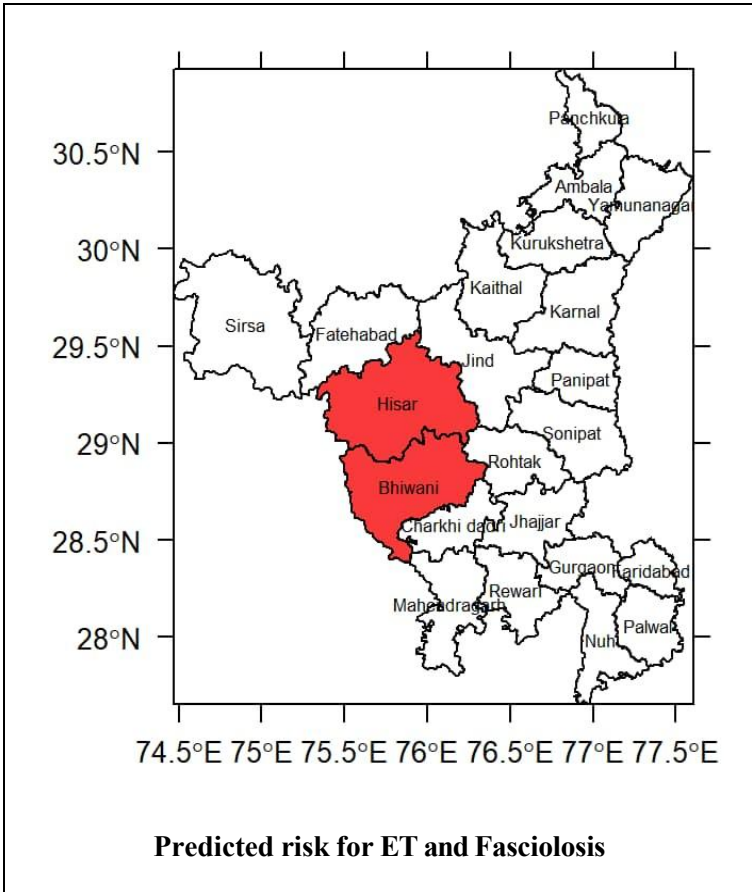 Panchkula
30.5°N
Ambala
Yamunanagar
30°N
Kurukshetra
Kaithal
Karnal
Sirsa
Fatehabad
29.5°N
Jind
Panipat
Hisar
29°N
Sonipat
Rohtak
Bhiwani
Charkhi dadri
Jhajjar
28.5°N
Gurgaon
Faridabad
Rewari
Mahendragarh
28°N
Palwal
Nuh
74.5°E 75°E 75.5°E 76°E 76.5°E 77°E 77.5°E
Predicted risk for ET and Fasciolosis